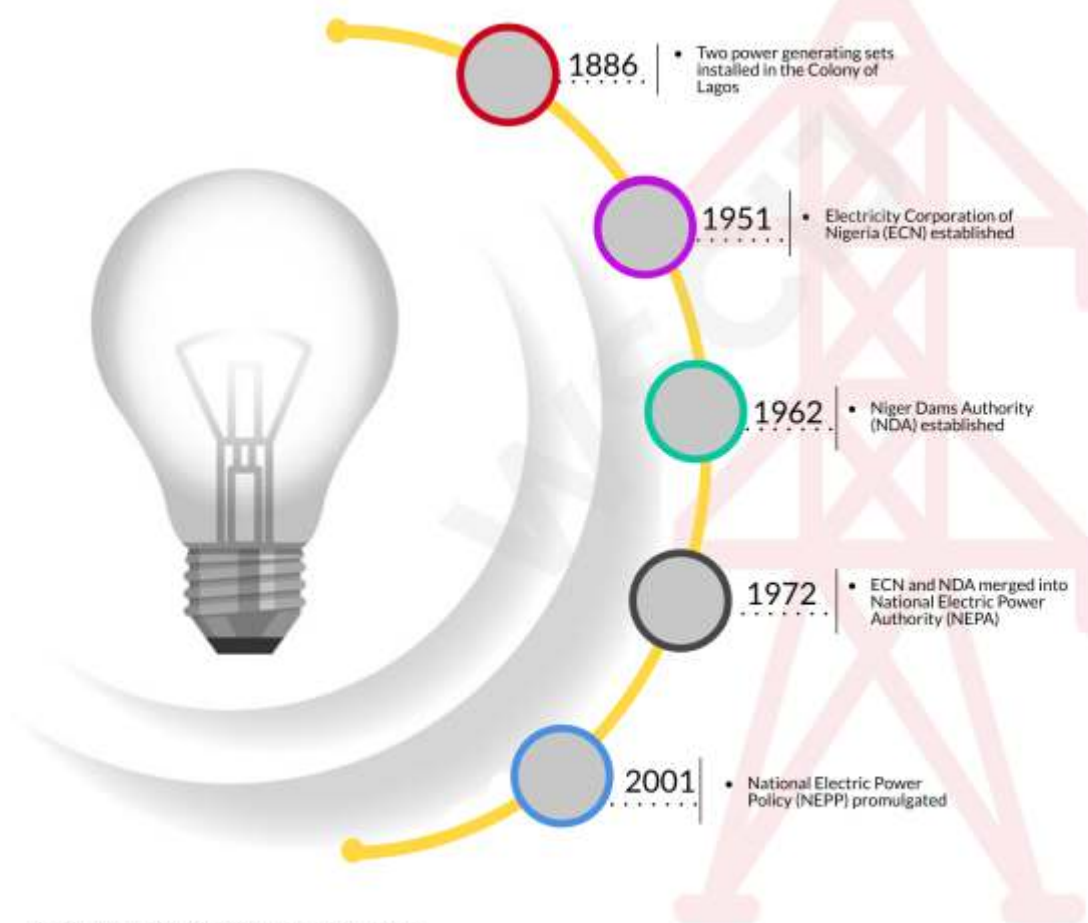 1886
• Two power generating sets
installed in the Colony of
Lagos
1951
• Electricity Corporation of
Nigeria (ECN) established
1962
• Niger Dams Authority
(NDA) established
1972
• ECN and NDA merged into
National Electric Power
Authority (NEPA)
2001
• National Electric Power
Policy (NEPP) promulgated